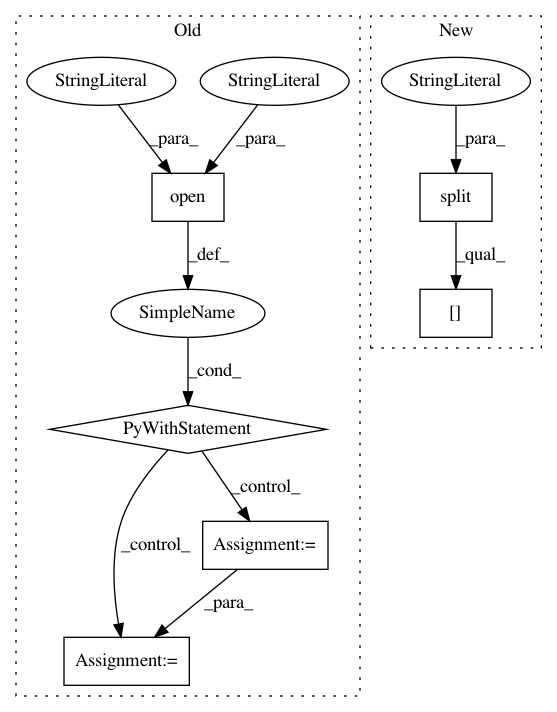 Old
New
StringLiteral
StringLiteral
StringLiteral
_para_
_para_
_para_
open
split
_def_
_qual_
SimpleName
[]
_cond_
PyWithStatement
_control_
_control_
Assignment:=
_para_
Assignment:=